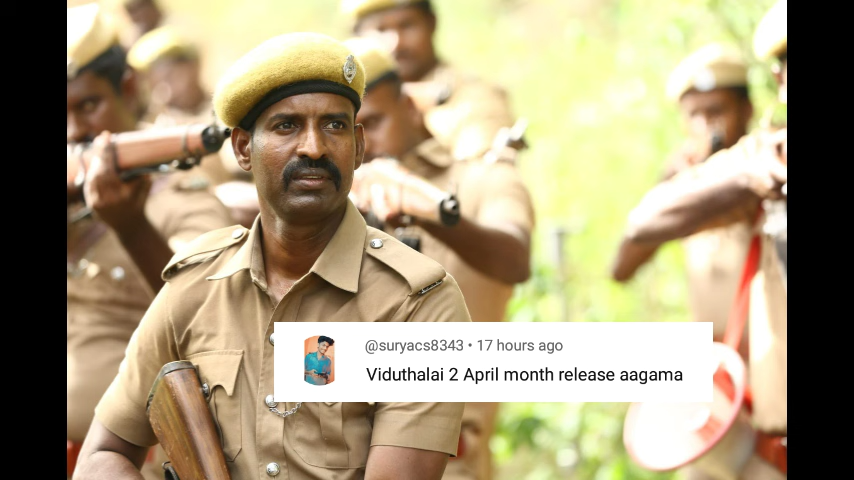 @suryacs8343 • 17 hours ago
Viduthalai 2 April month release aagama